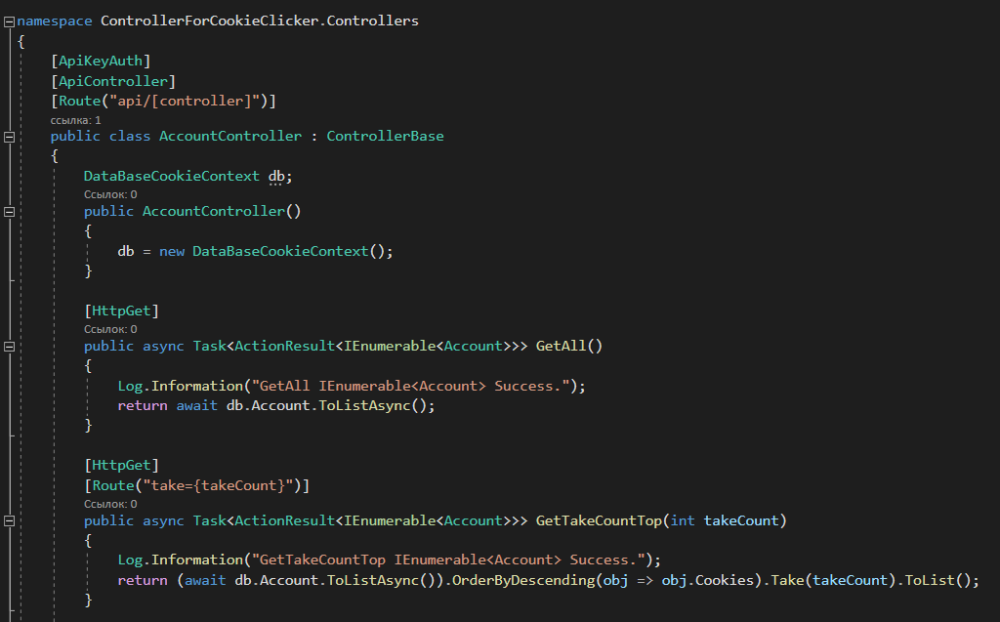 namespace ControllerForCookieClicker.Controllers
{
[ApiKeyAuth]
[ApiController]
[Route("api/[controller]")]
ссылка: 1
public class AccountController : ControllerBase
{
DataBaseCookieContext db;
Ссылок: 0
public AccountController()
{
db = new DataBaseCookieContext();
}
[HttpGet]
Ссылок: 0
public async Task<ActionResult<IEnumerable<Account>>> GetAll()
{
Log.Information("GetAll IEnumerable<Account> Success.");
return await db.Account.ToListAsync();
}
[HttpGet]
[Route("take={takeCount}")]
Ссылок: 0
public async Task<ActionResult<IEnumerable<Account>>> GetTakeCountTop(int takeCount)
{
Log.Information("GetTakeCountTop IEnumerable<Account> Success.");
return (await db.Account.ToListAsync()).OrderByDescending(obj => obj.Cookies).Take(takeCount).ToList();
}